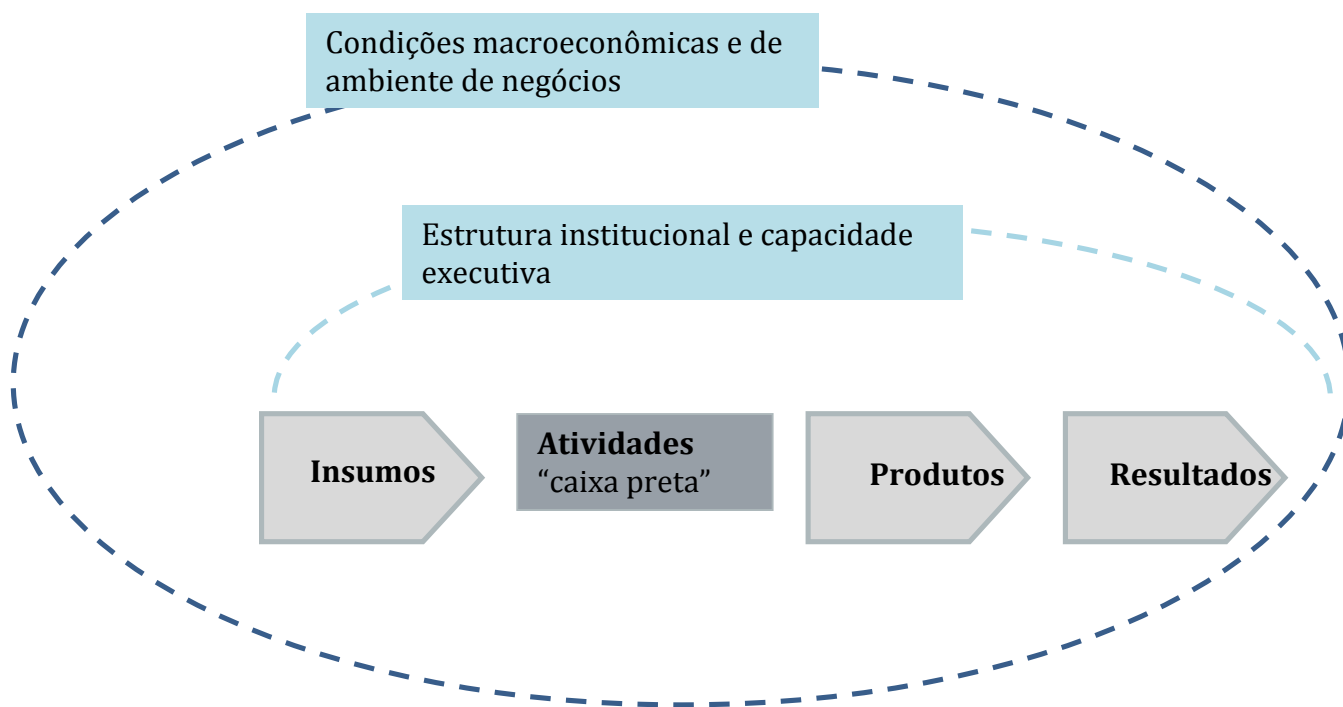 Condições macroeconômicas e de
ambiente de negócios
Estrutura institucional e capacidade
executiva
Insumos
Atividades
“caixa preta”
Produtos
Resultados